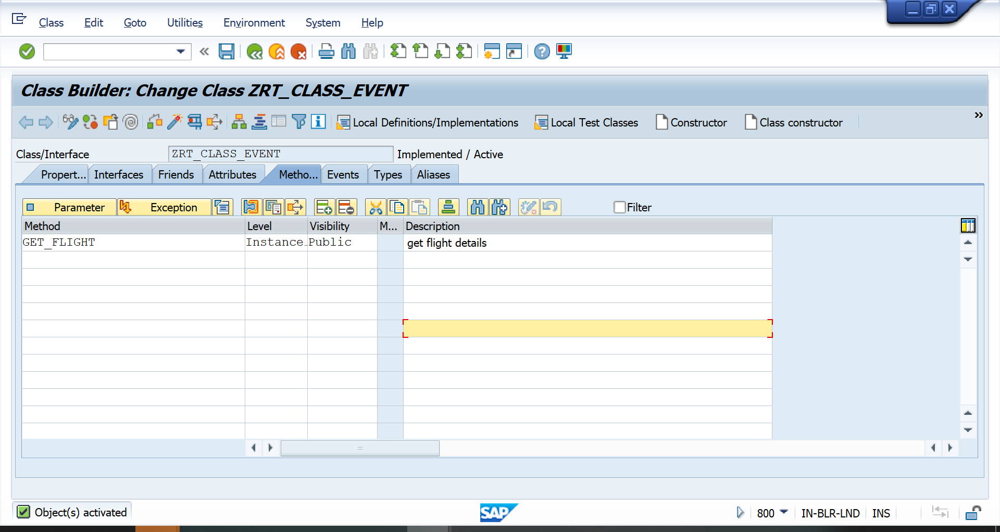 Class Edit Goto Utilities Environment System Help
Class Builder: Change Class ZRT_CLASS_EVENT
Local Definitions/Implementations Local Test Classes Constructor Class constructor
Class/Interface ZRT_CLASS_EVENT Implemented / Active
Propert... Interfaces Friends Attributes Metho... Events Types Aliases
Parameter Exception Filter
Method Level Visibility M... Description
GET_FLIGHT Instance… Public get flight details
Object(s) activated SAP 800 IN-BLR-LND INS